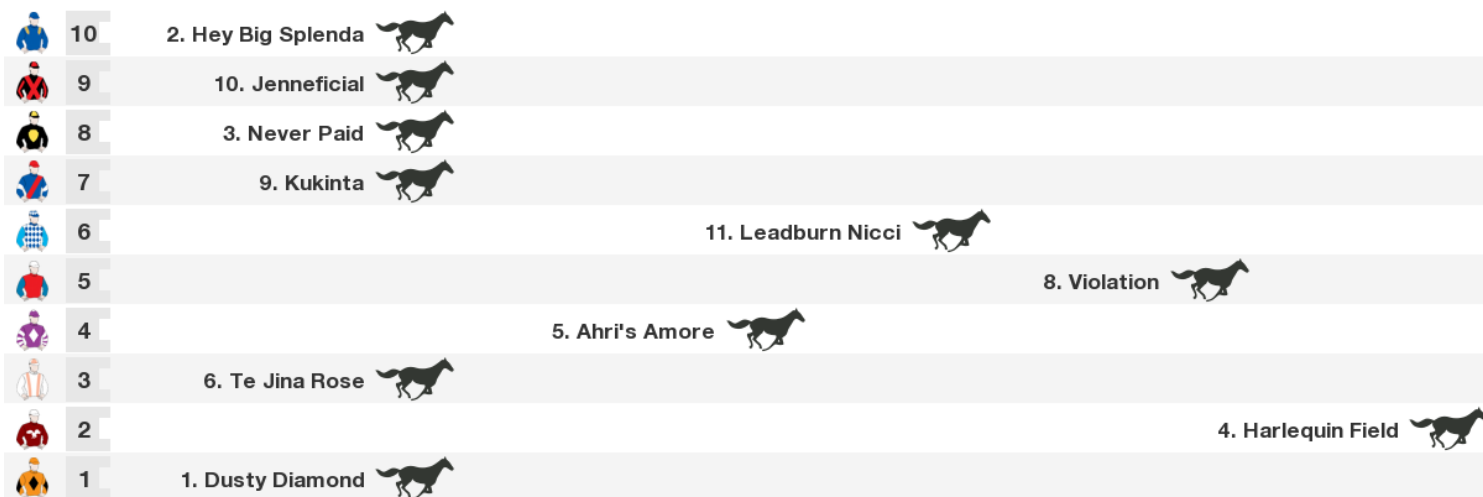 10 2. Hey Big Splenda
9 10. Jenneficial
8 3. Never Paid
7 9. Kukinta
6 11. Leadburn Nicci
5 8. Violation
4 5. Ahri's Amore
3 6. Te Jina Rose
2 4. Harlequin Field
1 1. Dusty Diamond